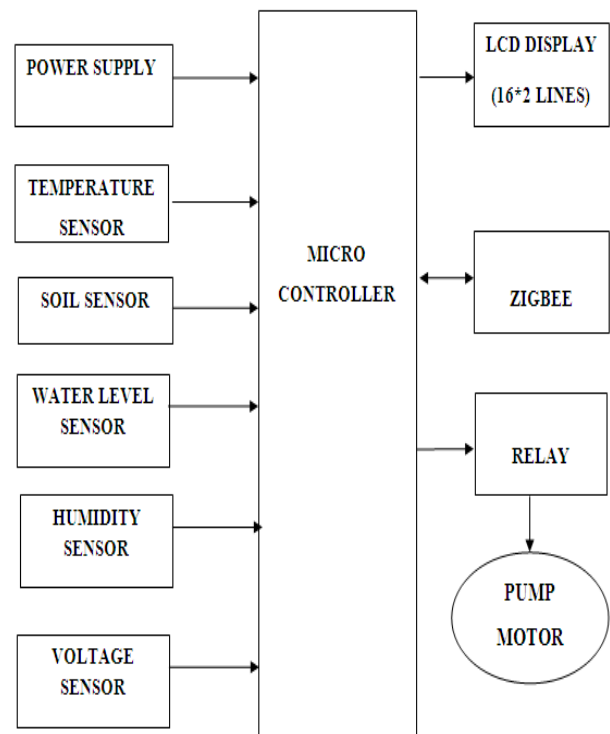 POWER SUPPLY
TEMPERATURE
SENSOR
SOIL SENSOR
WATER LEVEL
SENSOR
HUMIDITY
SENSOR
VOLTAGE
SENSOR
MICRO
CONTROLLER
LCD DISPLAY
(16*2 LINES)
ZIGBEE
RELAY
PUMP
MOTOR